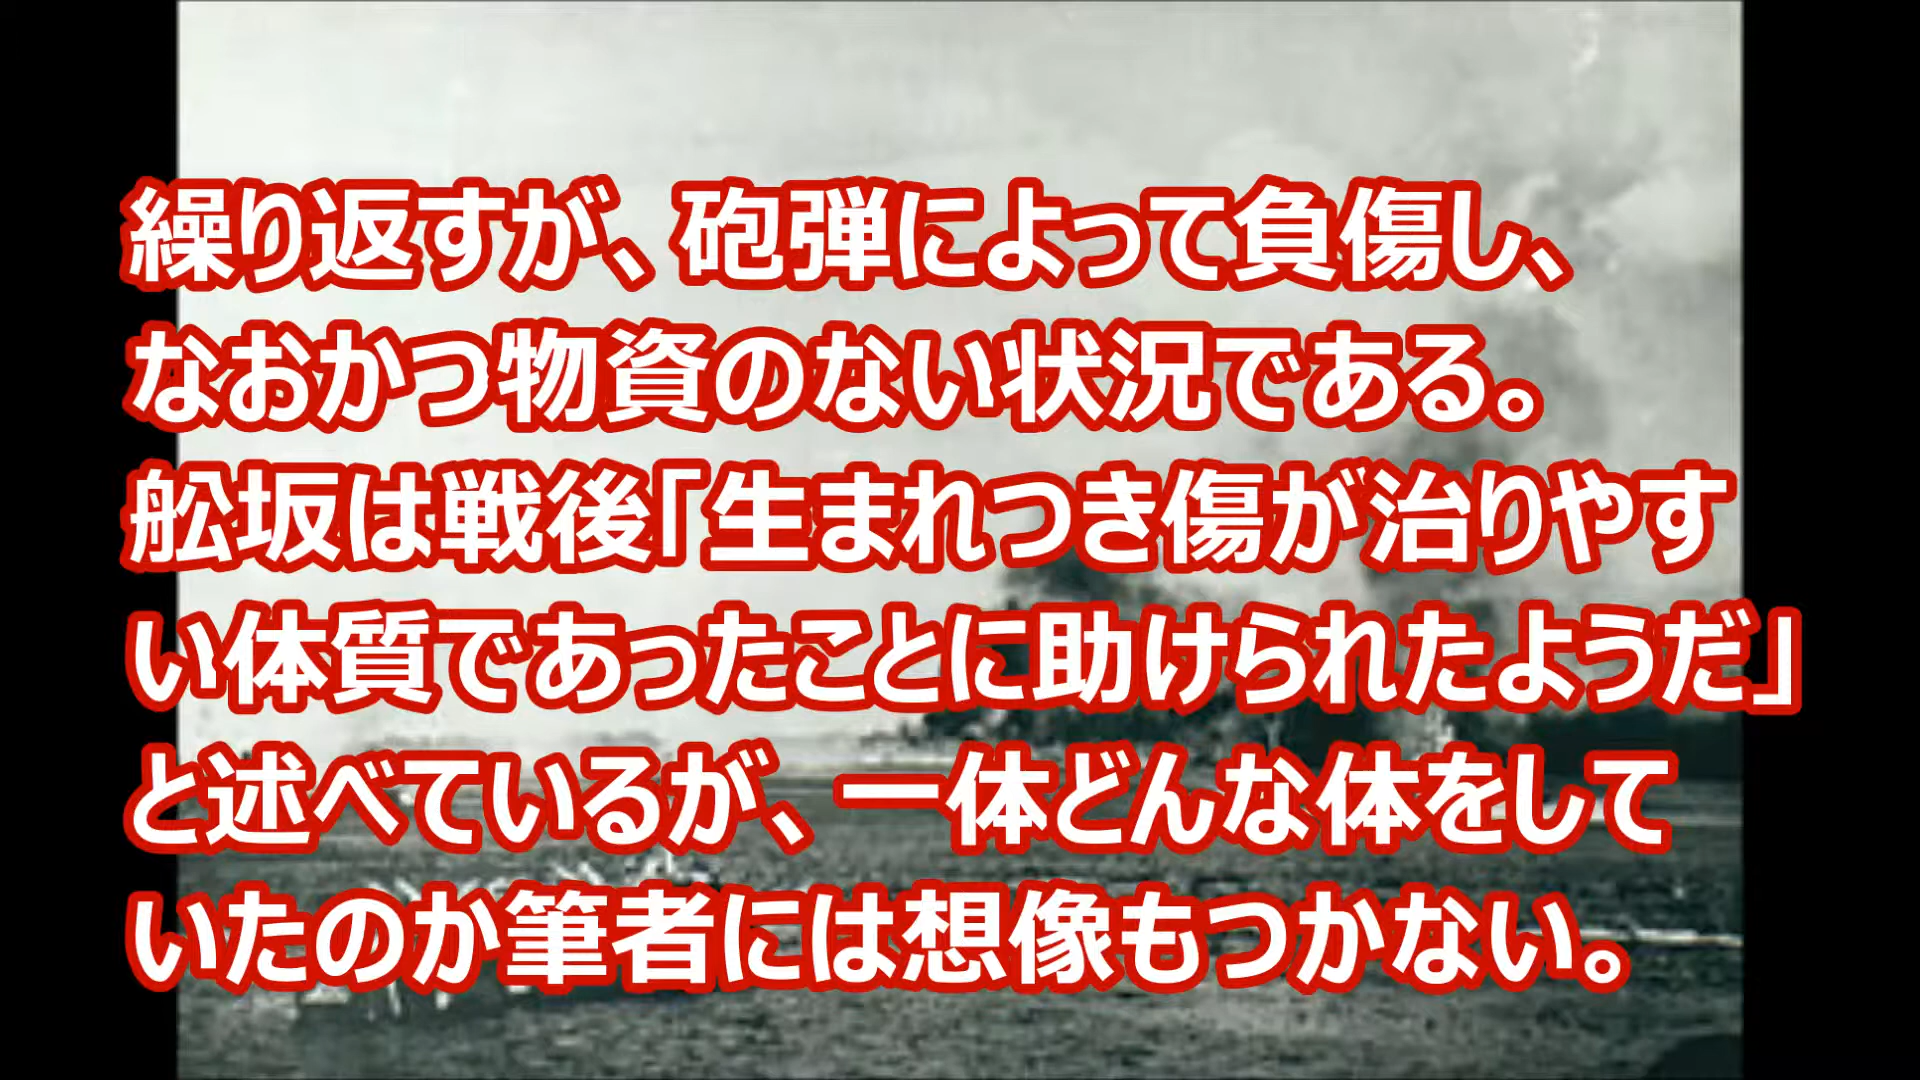 繰り返すが、砲弾によって負傷し、
なおかつ物資のない状況である。
舩坂は戦後「生まれつき傷が治りやす
い体質であったことに助けられたようだ」
と述べているが、一体どんな体をして
いたのか筆者には想像もつかない。